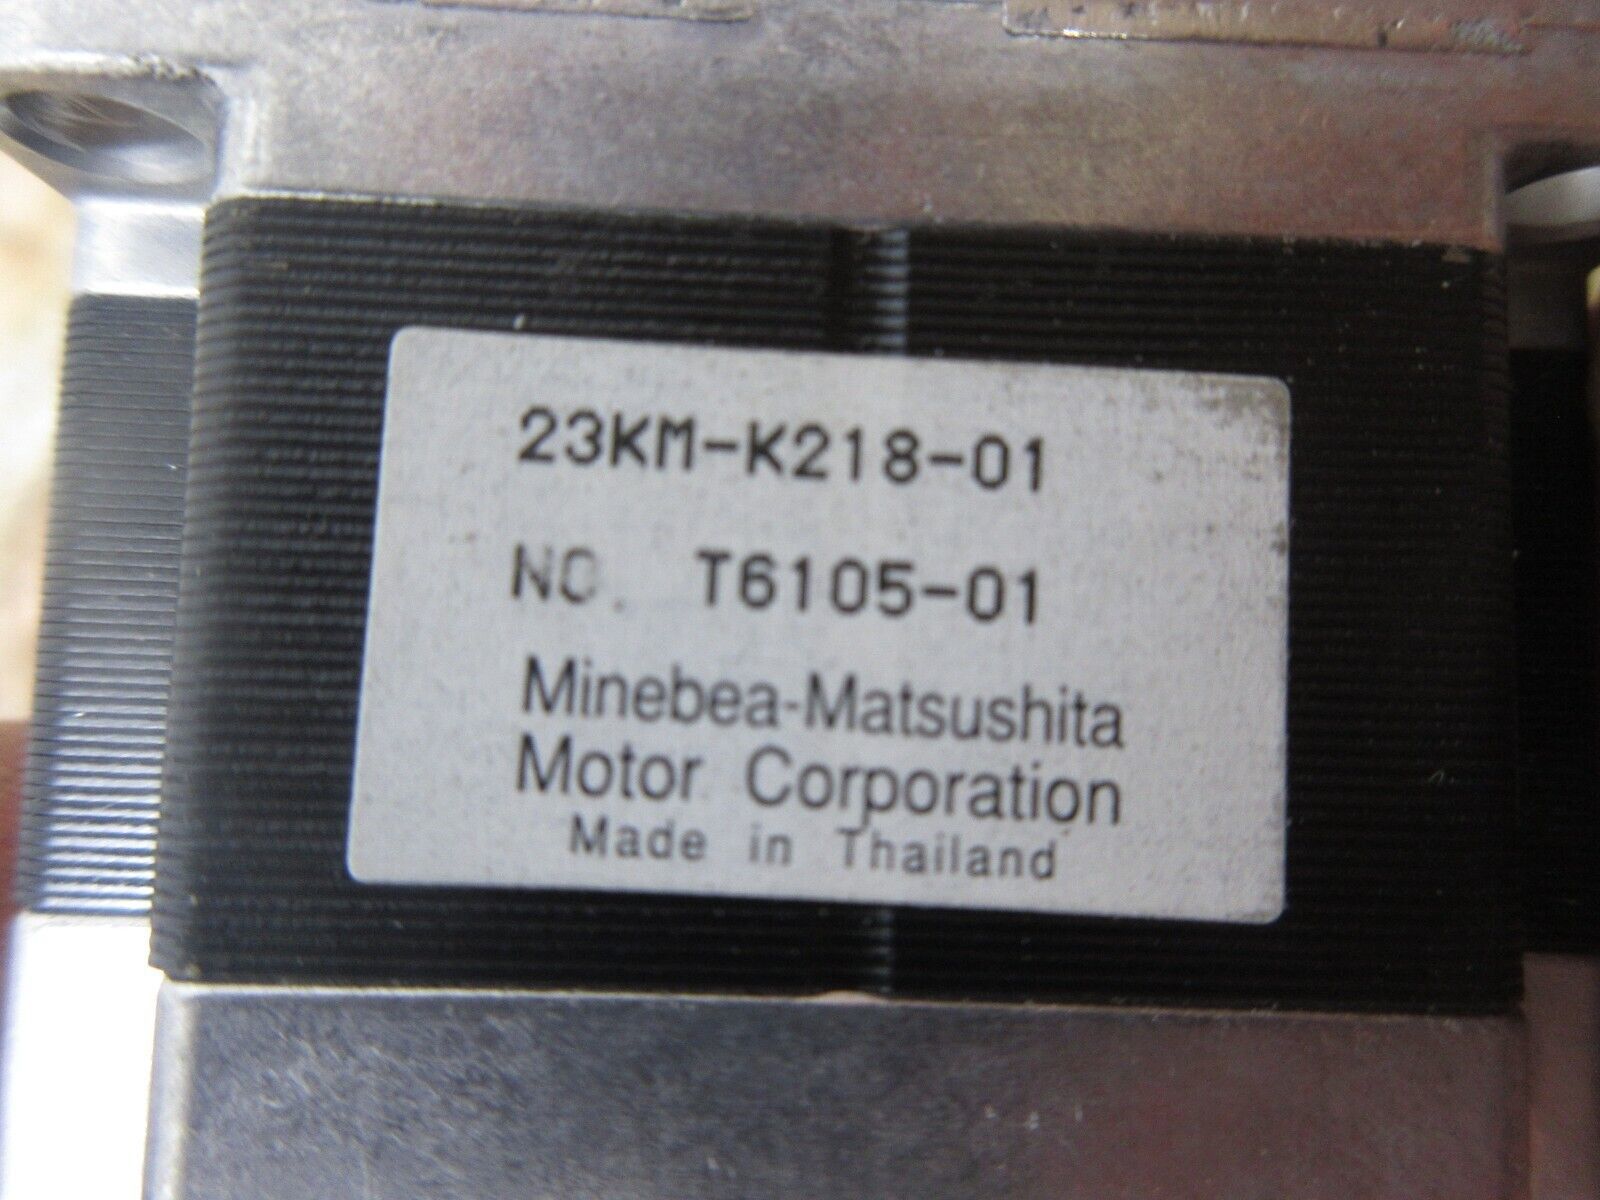 23KM-K218-01
NO. T6105-01
Minebea-Matsushita
Motor Corporation
Made in Thailand